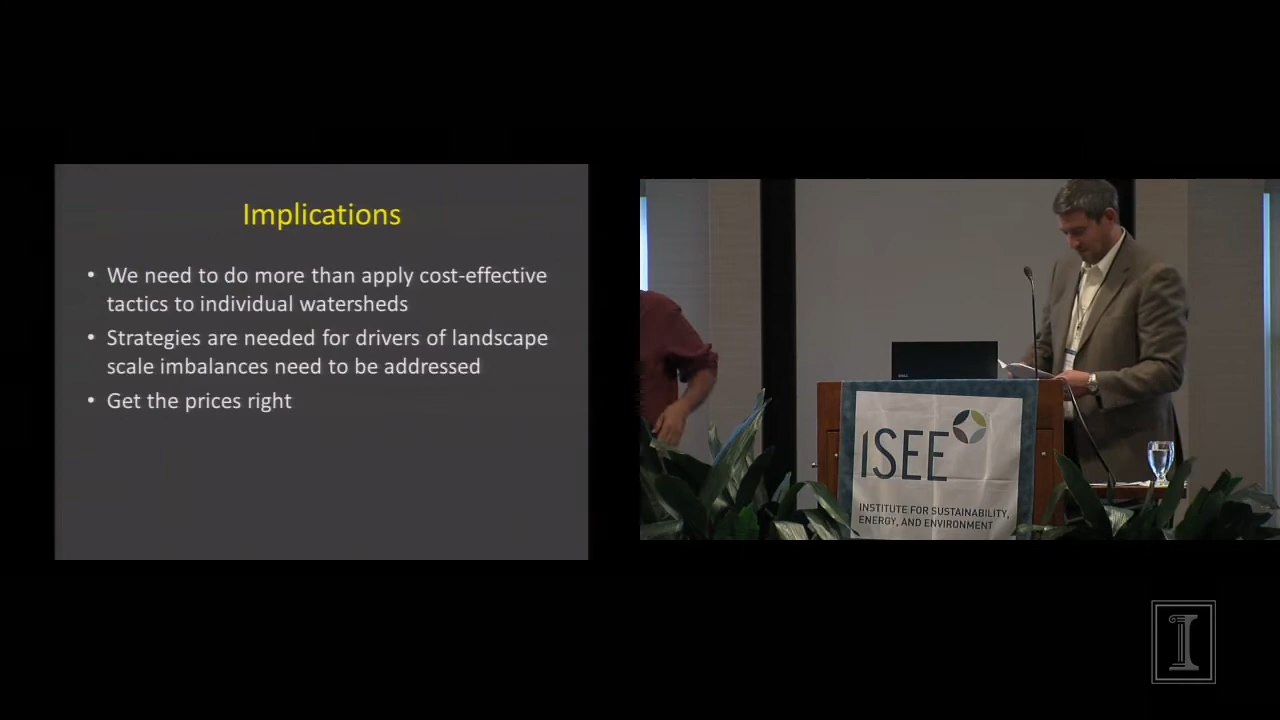 Implications
• We need to do more than apply cost-effective
tactics to individual watersheds
• Strategies are needed for drivers of landscape
scale imbalances need to be addressed
• Get the prices right
ISEE
INSTITUTE FOR SUSTAINABILITY,
ENERGY, AND ENVIRONMENT
DELL
I